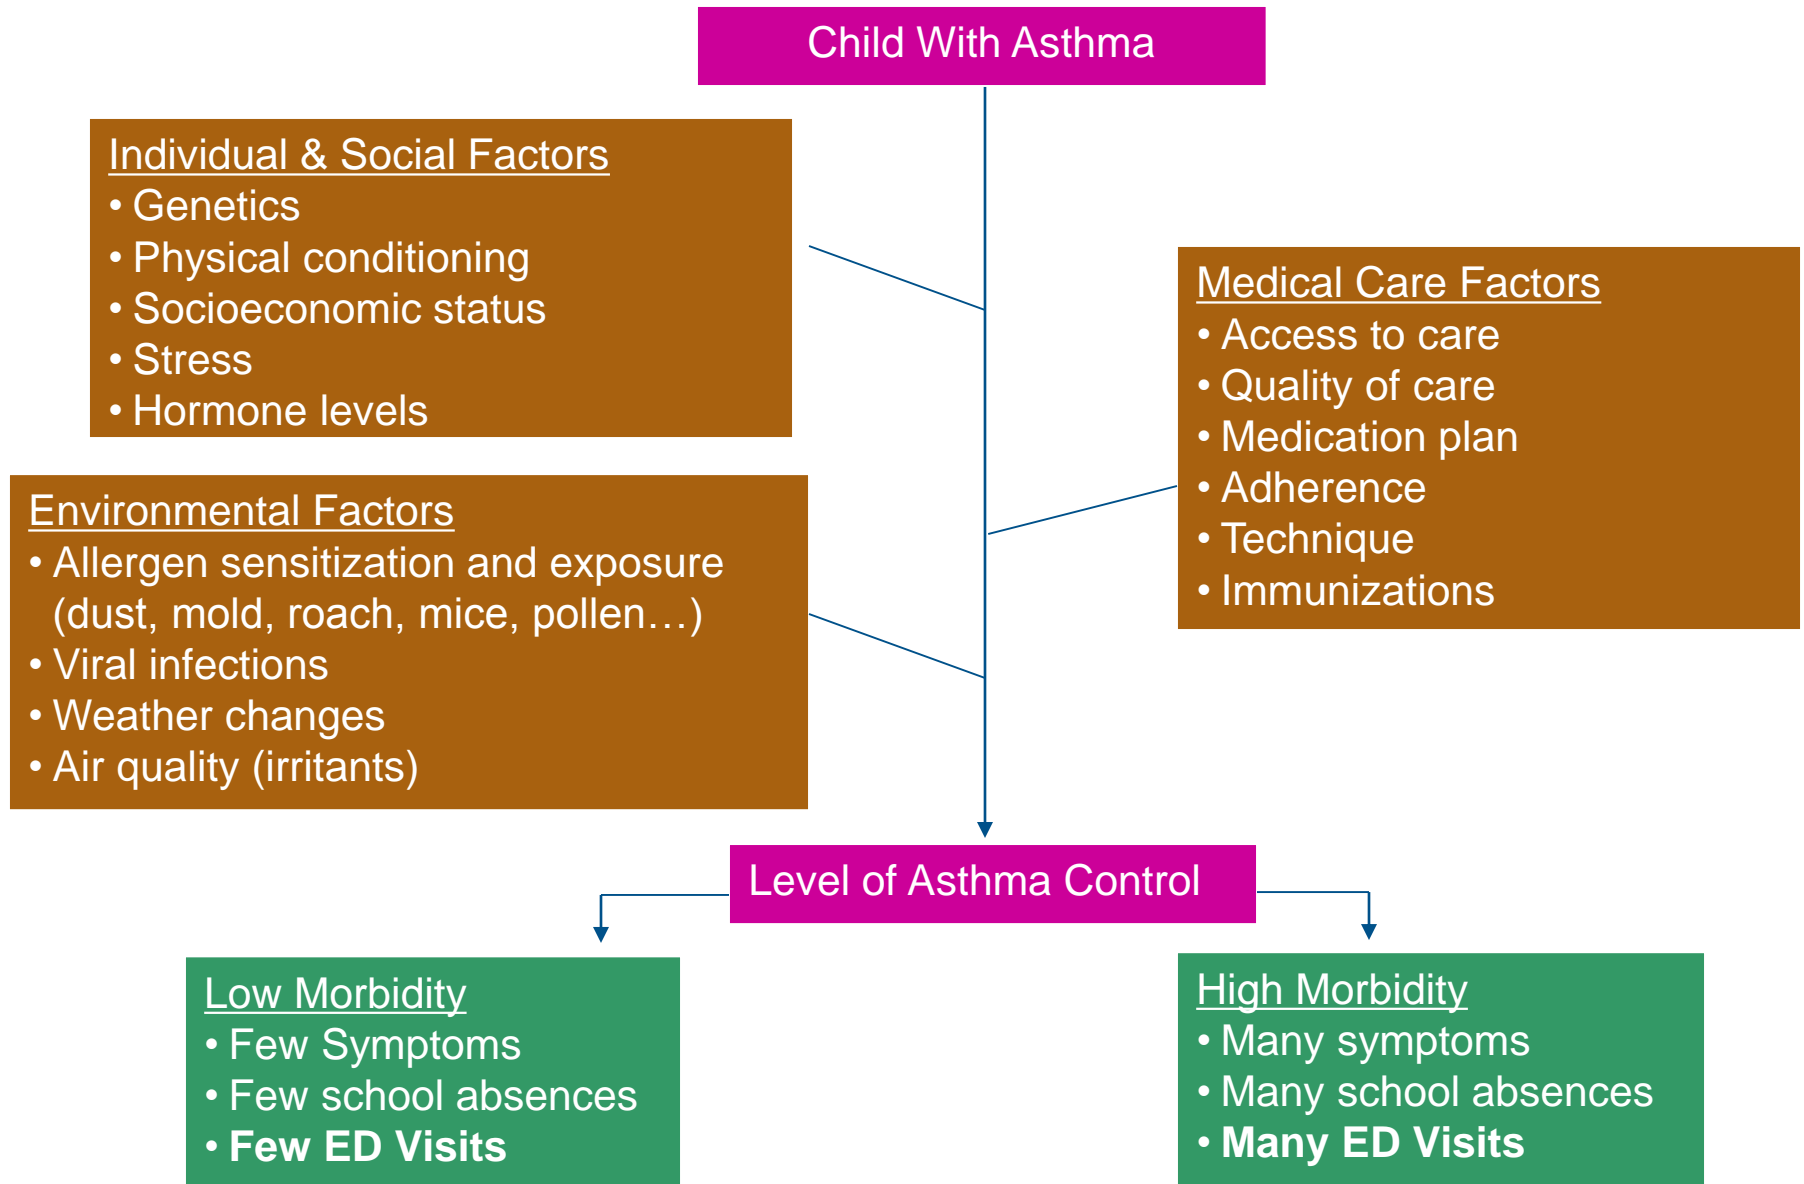 Child With Asthma
Individual & Social Factors
• Genetics
• Physical conditioning
• Socioeconomic status
• Stress
• Hormone levels
Medical Care Factors
• Access to care
• Quality of care
• Medication plan
• Adherence
• Technique
• Immunizations
Environmental Factors
• Allergen sensitization and exposure
(dust, mold, roach, mice, pollen…)
• Viral infections
• Weather changes
• Air quality (irritants)
Level of Asthma Control
Low Morbidity
• Few Symptoms
• Few school absences
• Few ED Visits
High Morbidity
• Many symptoms
• Many school absences
• Many ED Visits